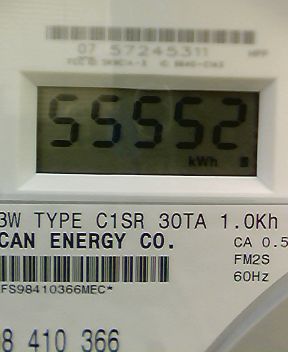 07 57245311
55552
kWh
3W TYPE C1SR 30TA 1.0Kh
CAN ENERGY CO.
CA 0.5
FM2S
FS98410366MEC*
60Hz
8 410 366